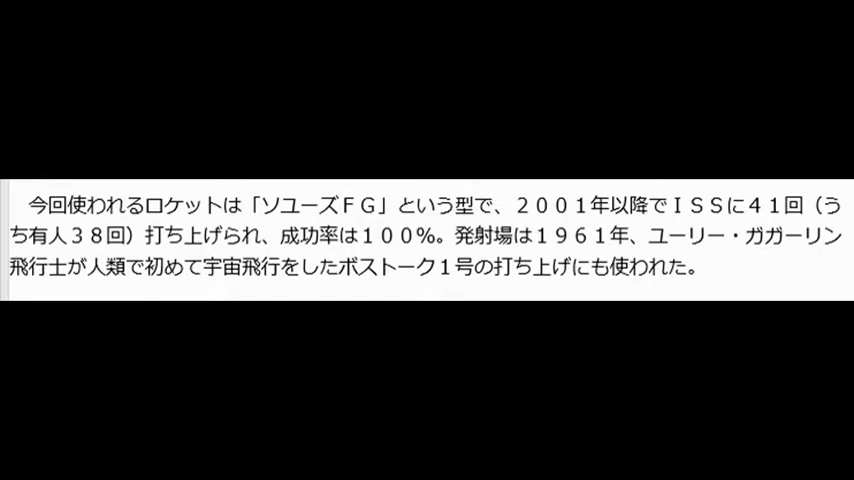 今回使われるロケットは「ソユーズＦＧ」という型で、２００１年以降でＩＳＳに４１回（う
ち有人３８回）打ち上げられ、成功率は１００％。発射場は１９６１年、ユーリー・ガガーリン
飛行士が人類で初めて宇宙飛行をしたボストーク１号の打ち上げにも使われた。